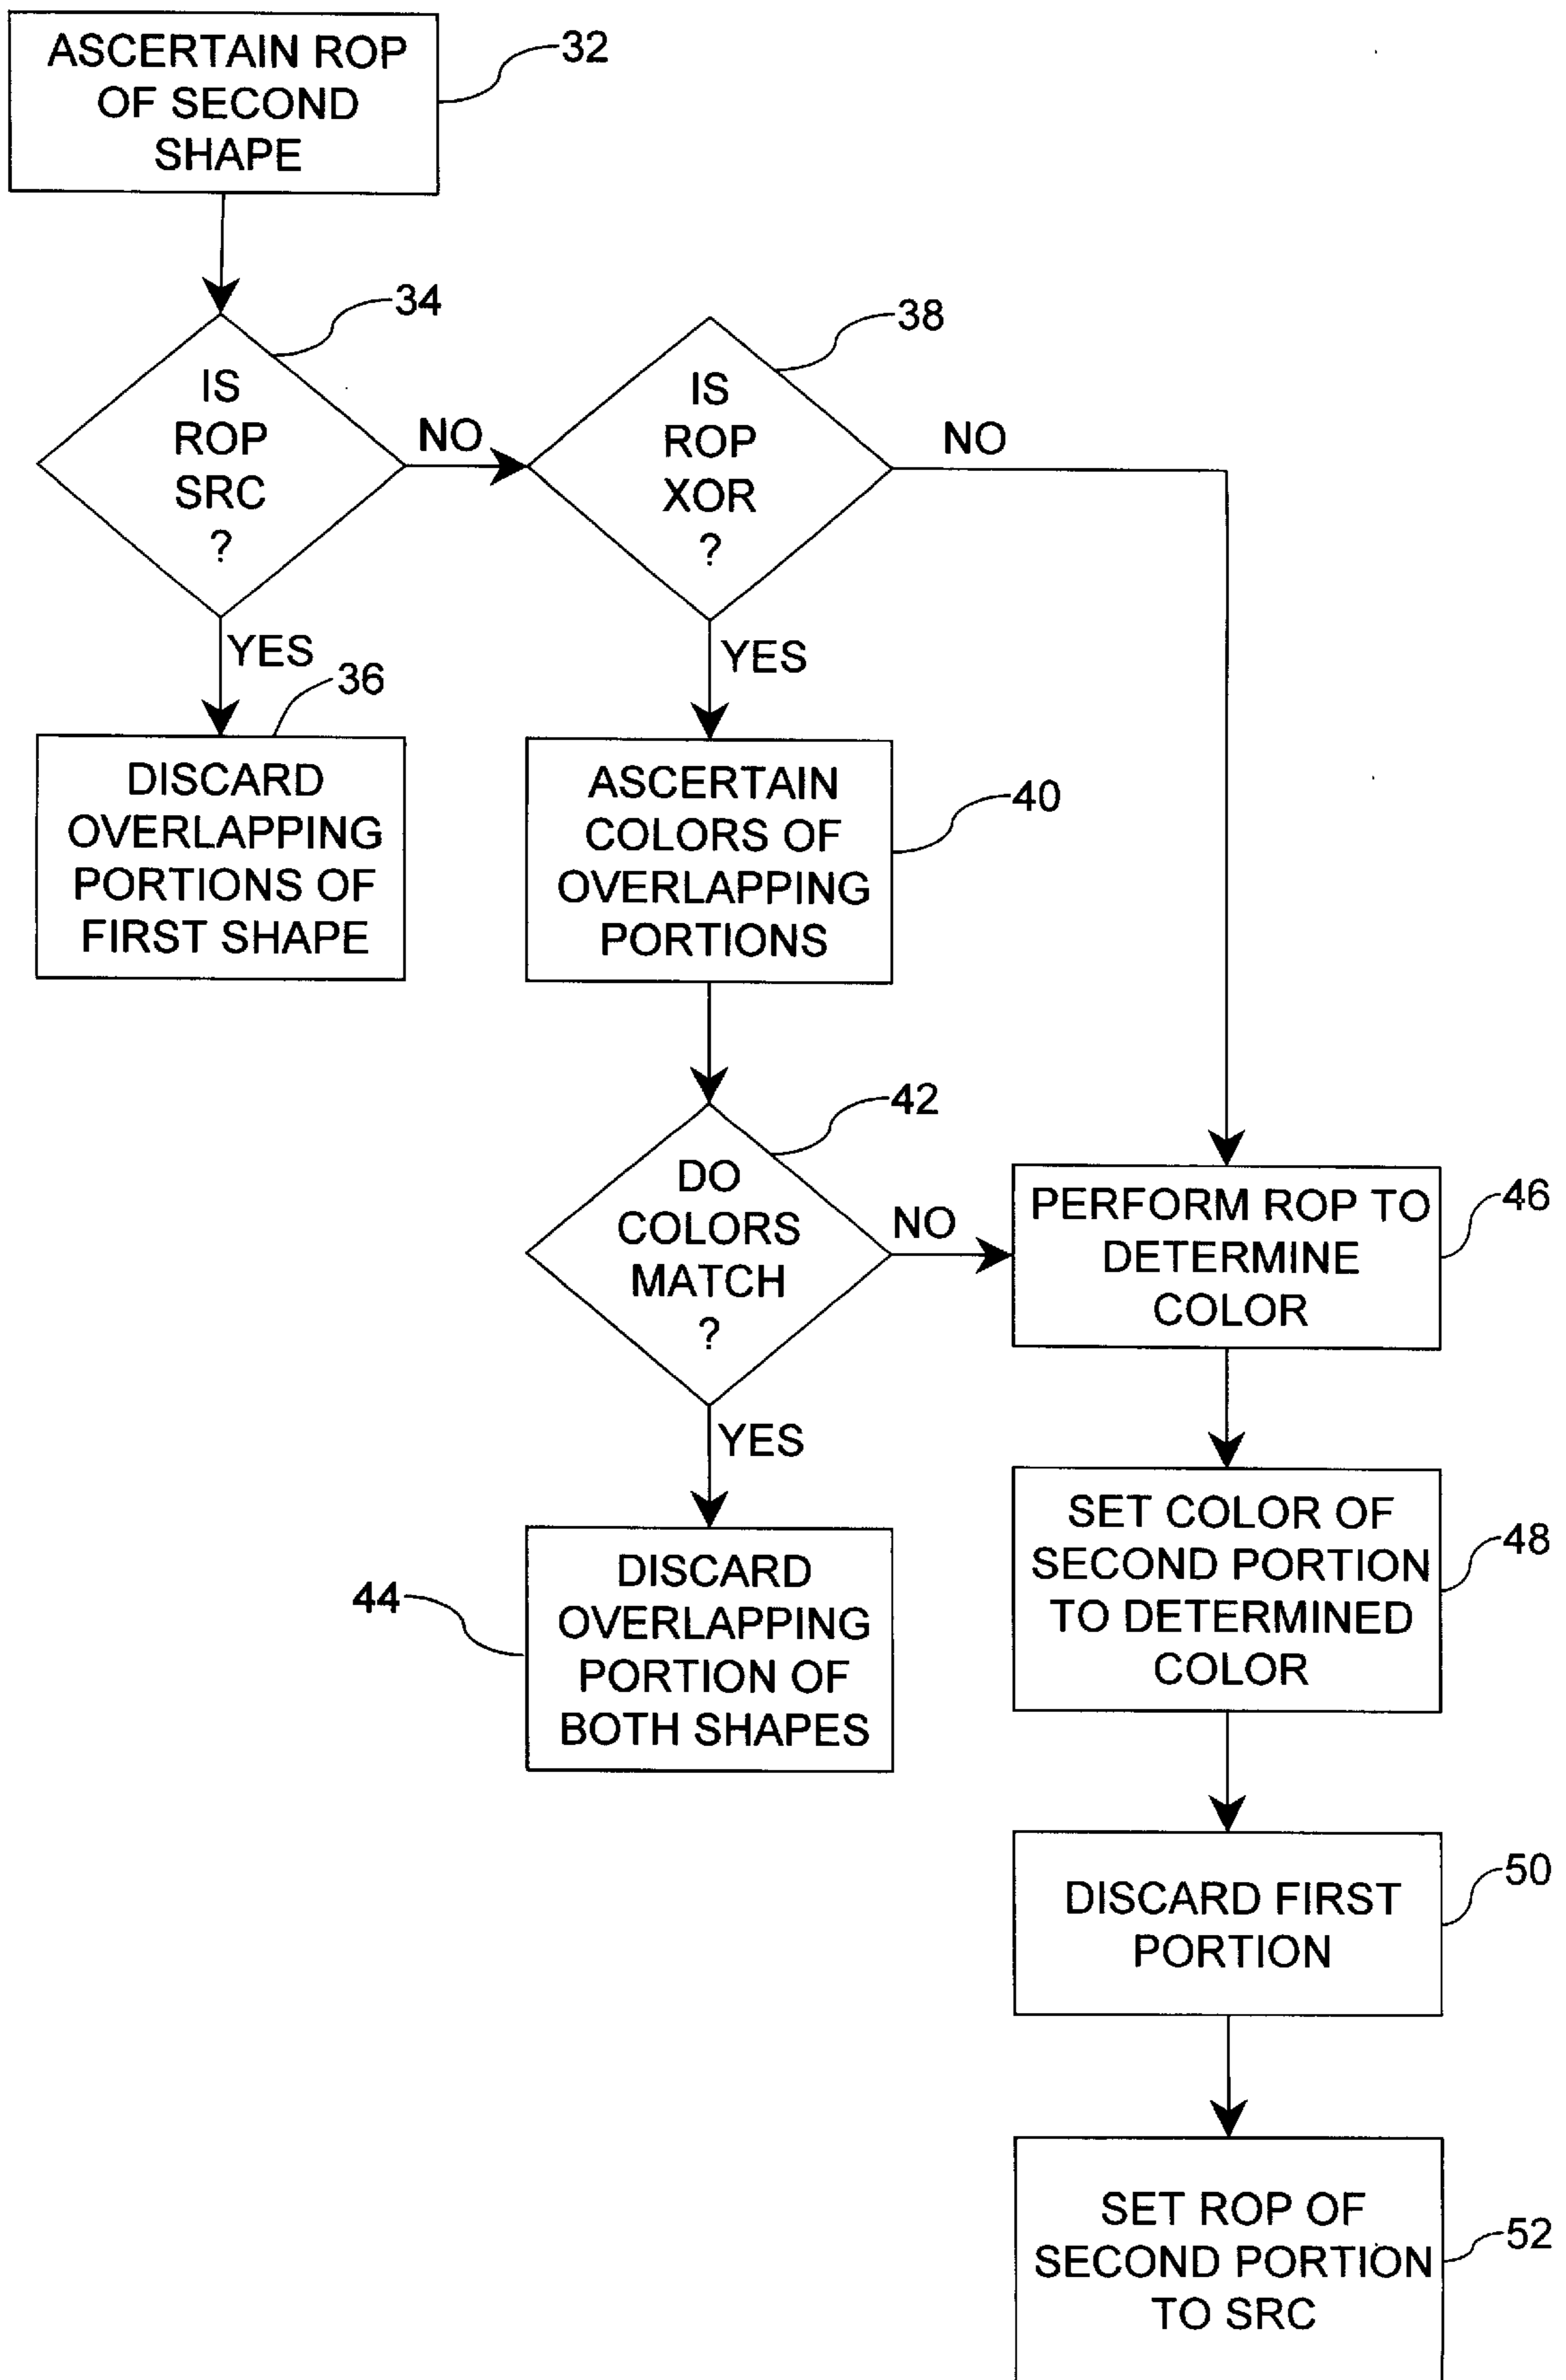 ASCERTAIN ROP
OF SECOND
SHAPE
32
34
IS
ROP
SRC
?
NO
38
IS
ROP
XOR
?
NO
YES
36
DISCARD
OVERLAPPING
PORTIONS OF
FIRST SHAPE
YES
40
ASCERTAIN
COLORS OF
OVERLAPPING
PORTIONS
42
DO
COLORS
MATCH
?
NO
46
PERFORM ROP TO
DETERMINE
COLOR
YES
44
DISCARD
OVERLAPPING
PORTION OF
BOTH SHAPES
48
SET COLOR OF
SECOND PORTION
TO DETERMINED
COLOR
50
DISCARD FIRST
PORTION
52
SET ROP OF
SECOND PORTION
TO SRC